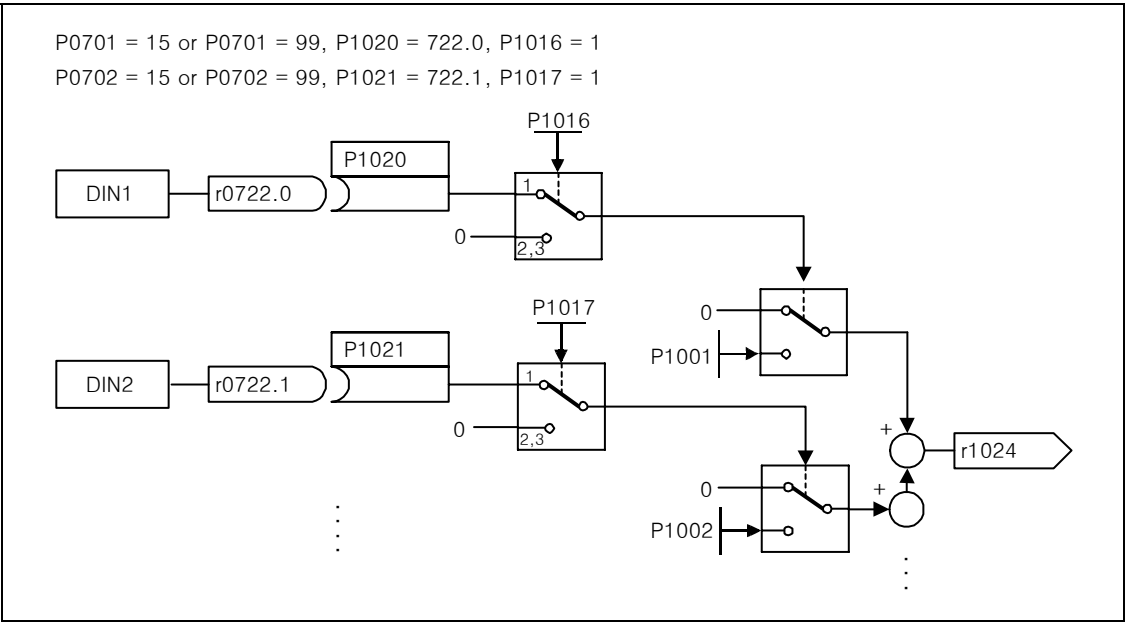 P0701 = 15 or P0701 = 99, P1020 = 722.0, P1016 = 1
P0702 = 15 or P0702 = 99, P1021 = 722.1, P1017 = 1
P1016
P1020
DIN1
r0722.0
1
0
2,3
P1017
0
P1021
P1001
DIN2
r0722.1
1
0
2,3
+
r1024
0
+
P1002